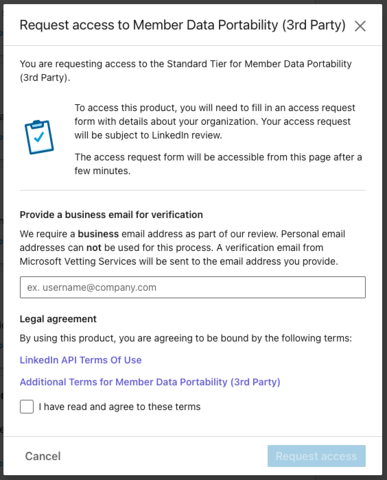 Request access to Member Data Portability (3rd Party)
You are requesting access to the Standard Tier for Member Data Portability
(3rd Party).
To access this product, you will need to fill in an access request
form with details about your organization. Your access request
will be subject to LinkedIn review.
The access request form will be accessible from this page after a
few minutes.
Provide a business email for verification
We require a business email address as part of our review. Personal email
addresses can not be used for this process. A verification email from
Microsoft Vetting Services will be sent to the email address you provide.
ex. username@company.com
Legal agreement
By using this product, you are agreeing to be bound by the following terms:
LinkedIn API Terms Of Use
Additional Terms for Member Data Portability (3rd Party)
I have read and agree to these terms
Cancel
Request access